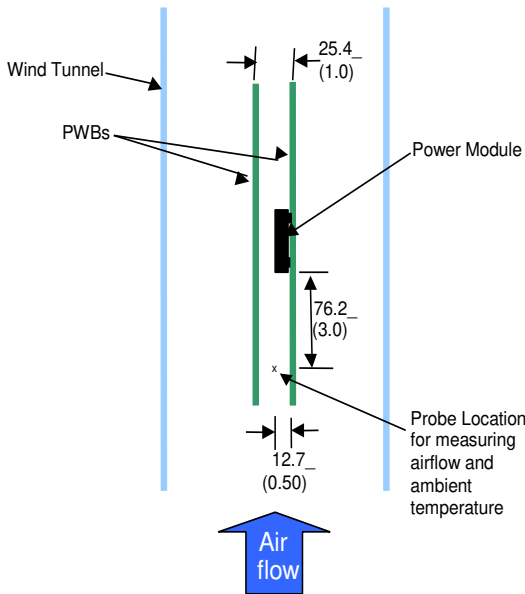 25.4_
(1.0)
Wind Tunnel
PWBs
Power Module
76.2_
(3.0)
x
Probe Location
for measuring
airflow and
ambient
temperature
12.7_
(0.50)
Air
flow